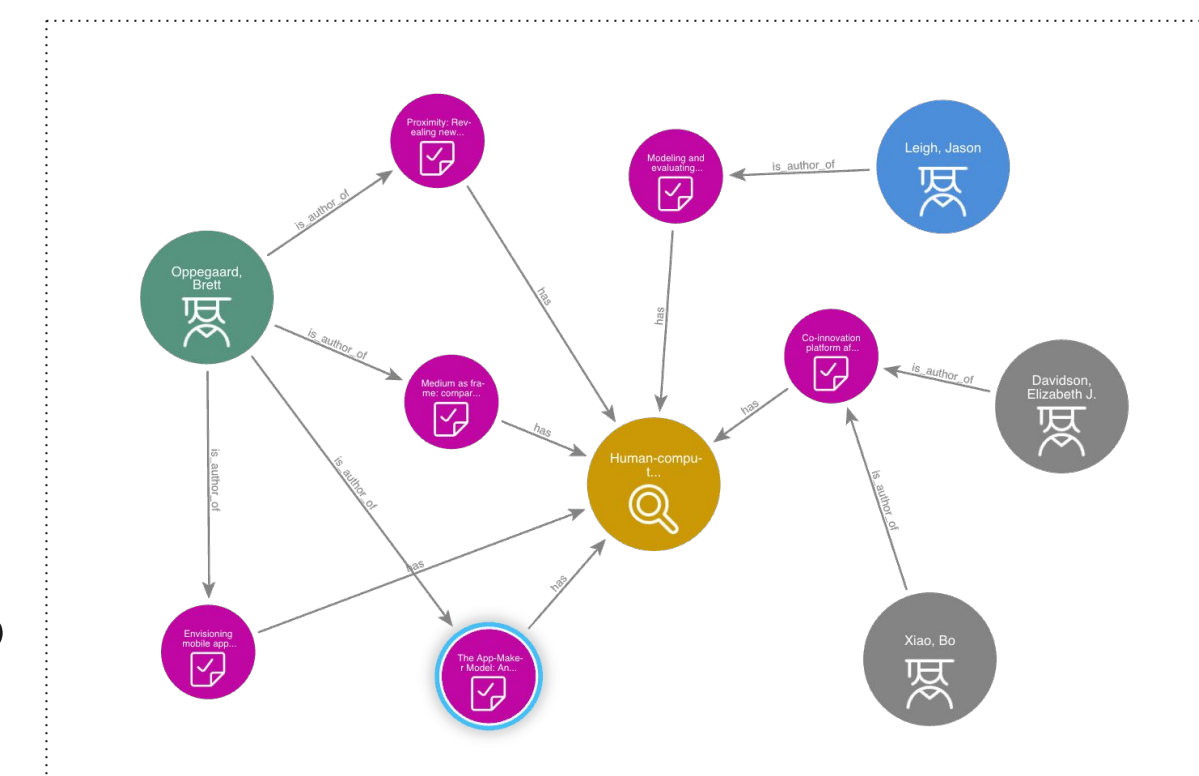 Proximity: Rev-
ealing new...
Modeling and
evaluating...
Leigh, Jason
is_author_of
is_author_of
Oppegaard,
Brett
has
has
is_author_of
Co-innovation
platform af...
is_author_of
Davidson,
Elizabeth J.
Medium as fra-
me: compar...
has
has
Human-compu-
t...
is_author_of
is_author_of
is_author_of
has
has
Envisioning
mobile app...
The App-Make-
r Model: An...
Xiao, Bo